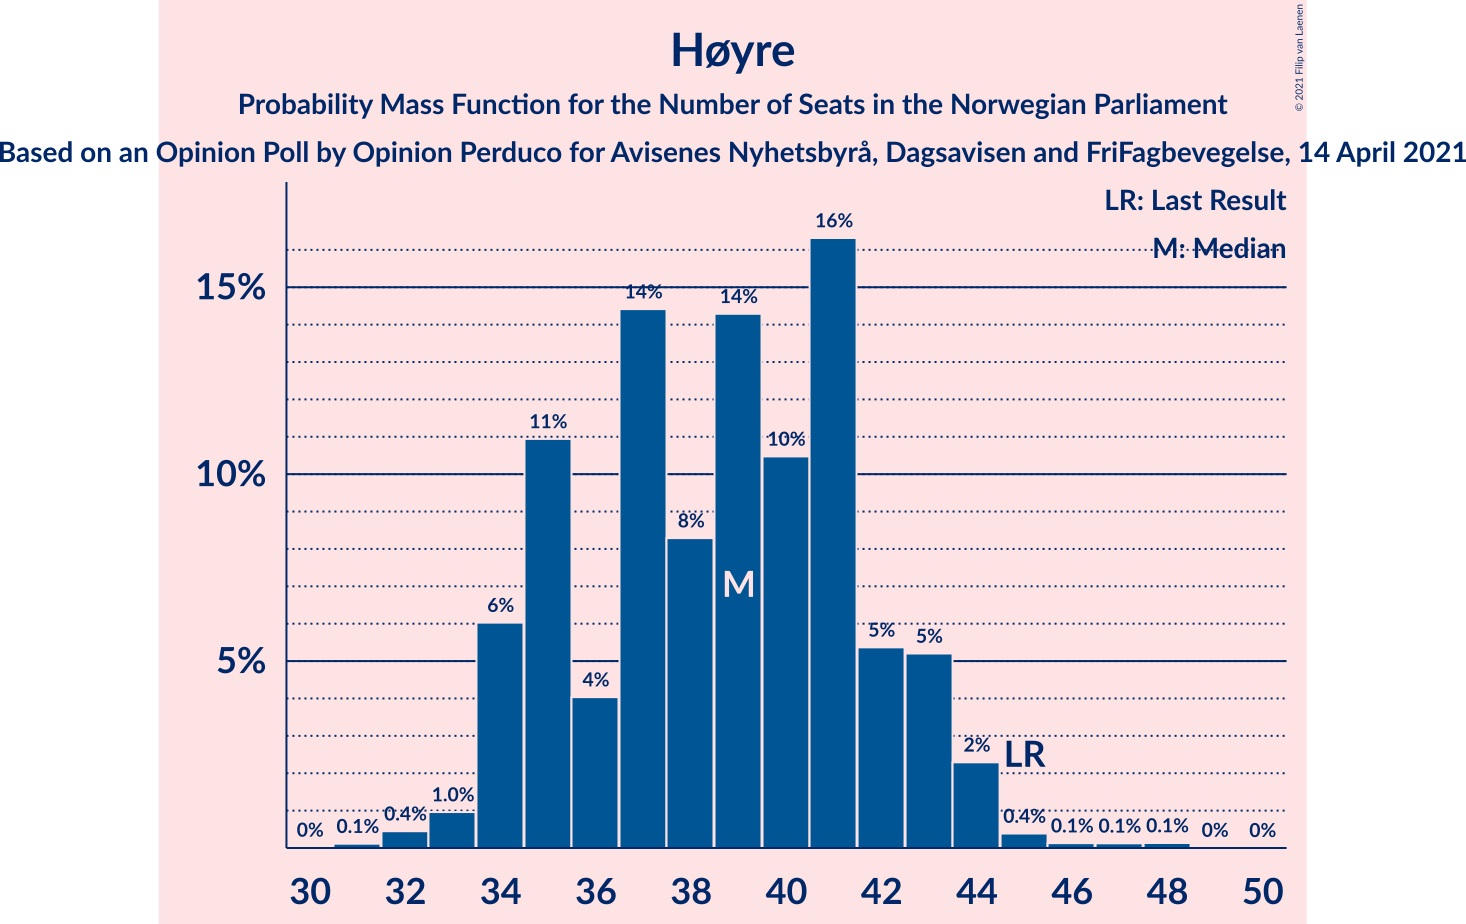 Høyre
Probability Mass Function for the Number of Seats in the Norwegian Parliament
Based on an Opinion Poll by Opinion Perduco for Avisenes Nyhetsbyrå, Dagsavisen and FriFagbevegelse, 14 April 2021
© 2021 Filip van Laenen
LR: Last Result
M: Median
15%
10%
5%
0%
0.1%
0.4%
1.0%
6%
11%
4%
14%
8%
14%
10%
16%
5%
5%
2%
0.4%
0.1%
0.1%
0.1%
0%
0%
M
LR
30 32 34 36 38 40 42 44 46 48 50